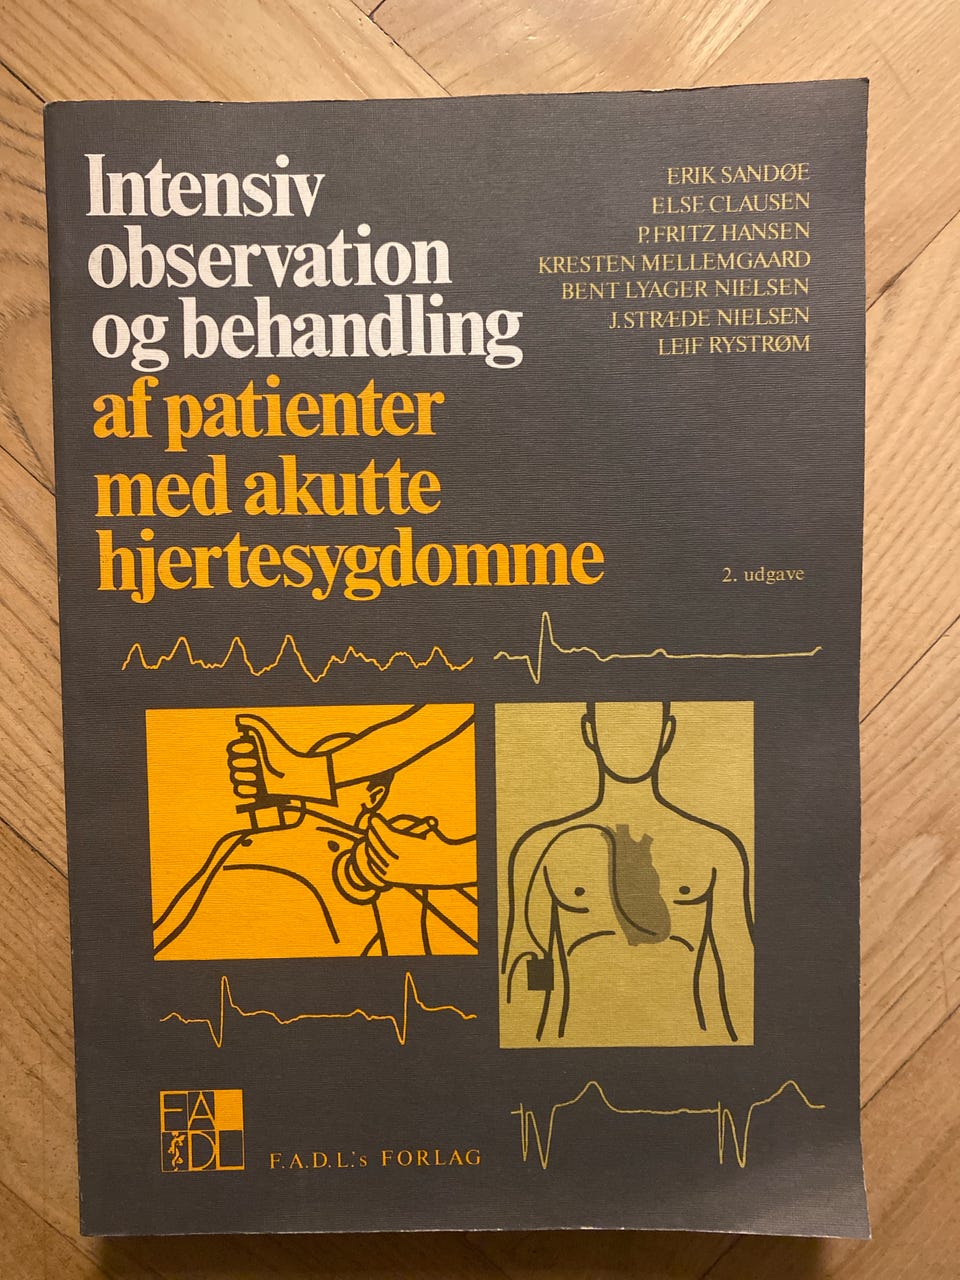 Intensiv
observation
og behandling
af patienter
med akutte
hjertesygdomme
ERIK SANDØE
ELSE CLAUSEN
P. FRITZ HANSEN
KRESTEN MELLEMGAARD
BENT LYAGER NIELSEN
J. STRÆDE NIELSEN
LEIF RYSTRØM
2. udgave
FA
DL
F.A.D.L.'s FORLAG